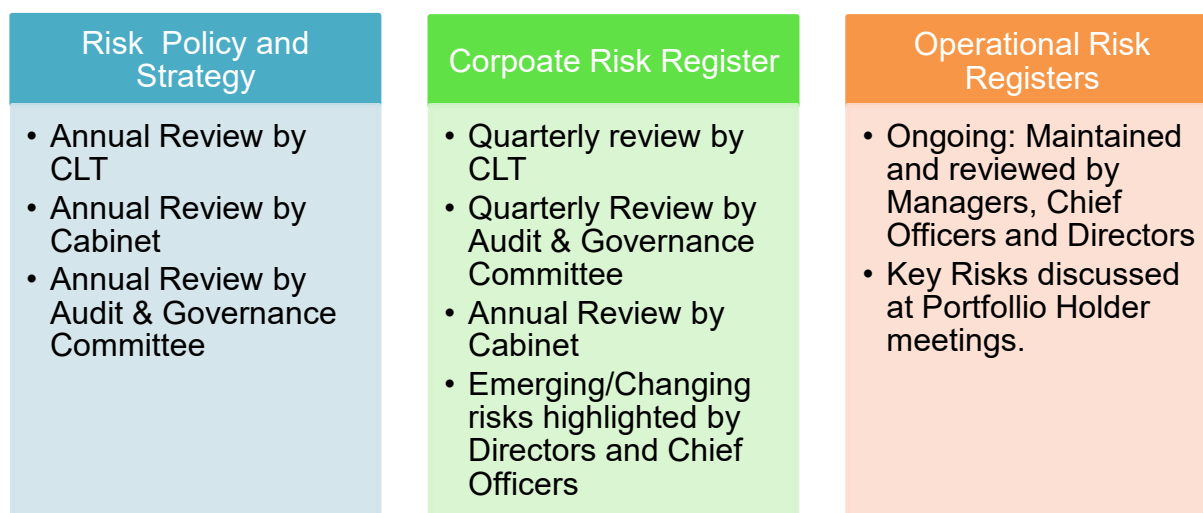 Risk  Policy and
Strategy
• Annual Review by
CLT
• Annual Review by
Cabinet
• Annual Review by
Audit & Governance
Committee
Corpoate Risk Register
• Quarterly review by
CLT
• Quarterly Review by
Audit & Governance
Committee
• Annual Review by
Cabinet
• Emerging/Changing
risks highlighted by
Directors and Chief
Officers
Operational Risk
Registers
• Ongoing: Maintained
and reviewed by
Managers, Chief
Officers and Directors
• Key Risks discussed
at Portfollio Holder
meetings.